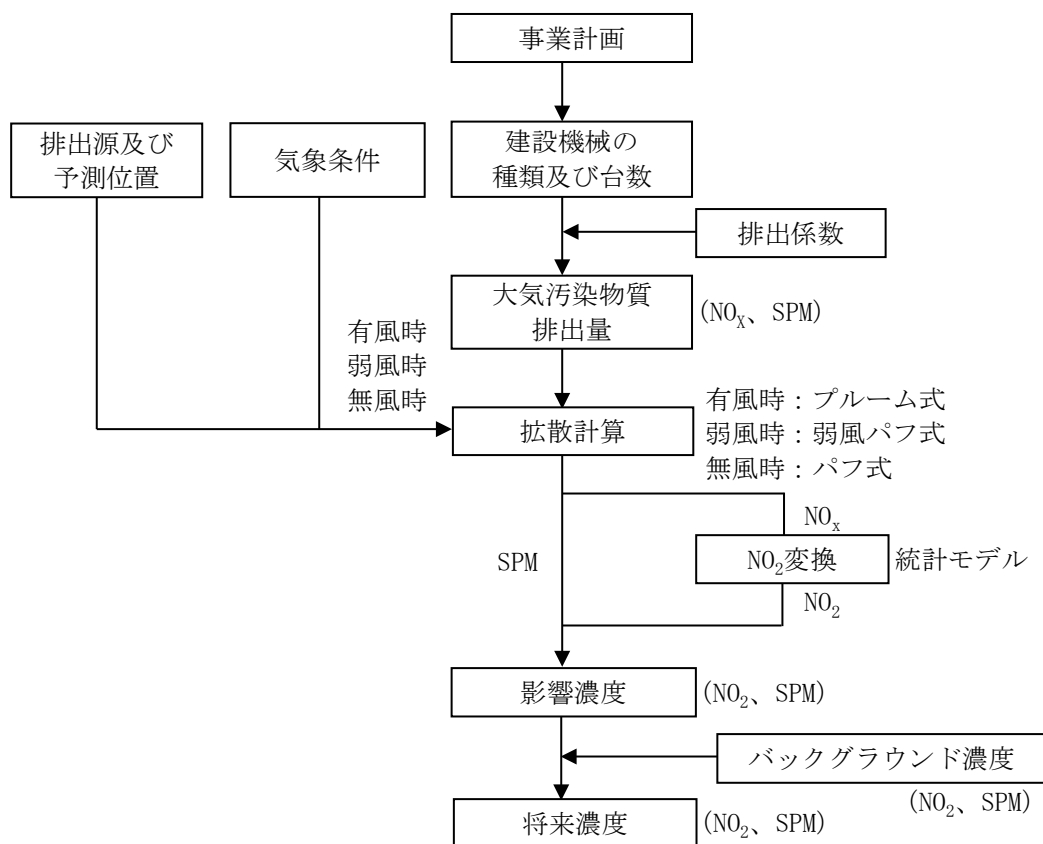 事業計画
排出源及び
予測位置
気象条件
建設機械の
種類及び台数
排出係数
大気汚染物質
排出量
(NOX、SPM)
有風時
弱風時
無風時
拡散計算
有風時：プルーム式
弱風時：弱風パフ式
無風時：パフ式
NOx
SPM
NO2変換
統計モデル
NO2
影響濃度
(NO2、SPM)
バックグラウンド濃度
(NO2、SPM)
将来濃度
(NO2、SPM)